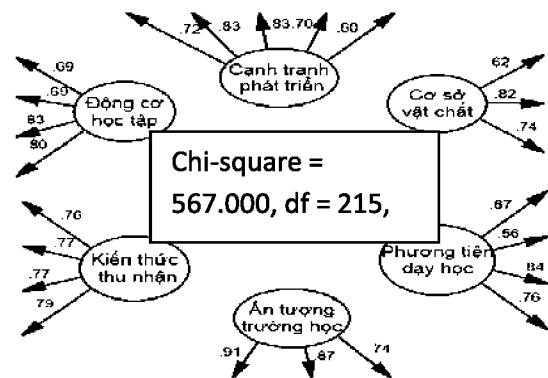 .72 .83 .83 .70 .60
Cạnh tranh
phát triển
.69
.69
83
80
Động cơ
học tập
62
.82
.74
Cơ sở
vật chất
Chi-square =
567.000, df = 215,
.76
.77
.77
79
Kiến thức
thu nhận
.56
84
.76
Phương tiện
dạy học
Ấn tượng
trường học
.91 87 74